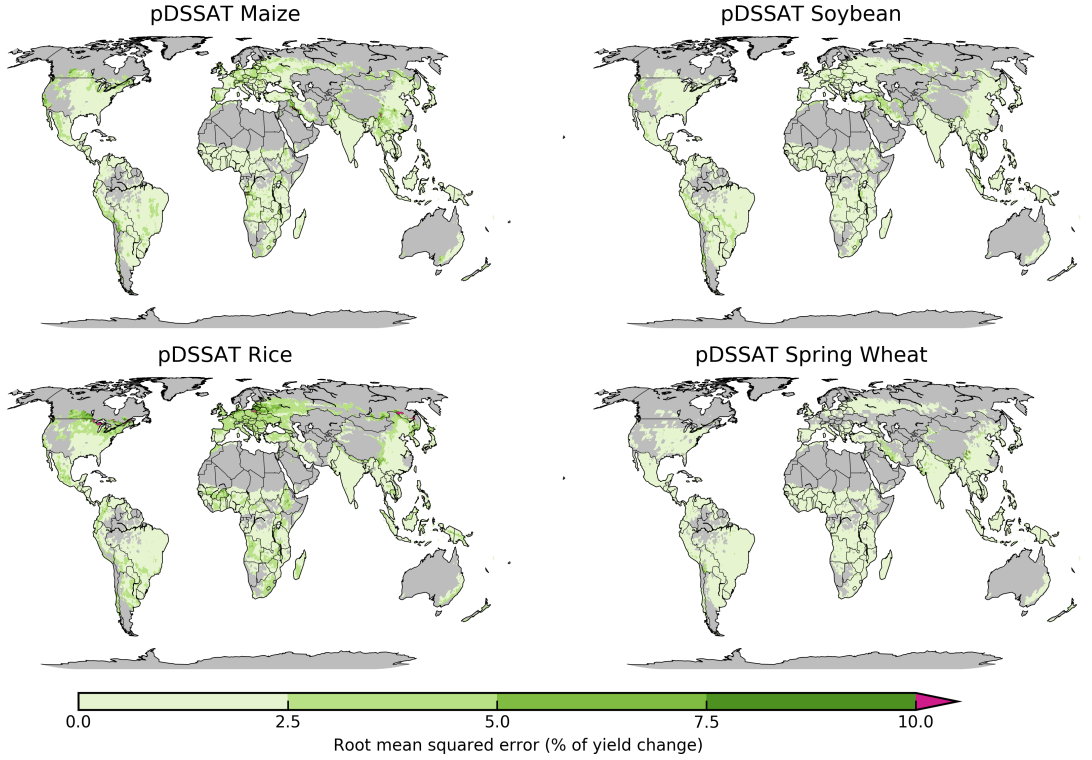 pDSSAT Maize
pDSSAT Soybean
pDSSAT Rice
pDSSAT Spring Wheat
0.0 2.5 5.0 7.5 10.0
Root mean squared error (% of yield change)